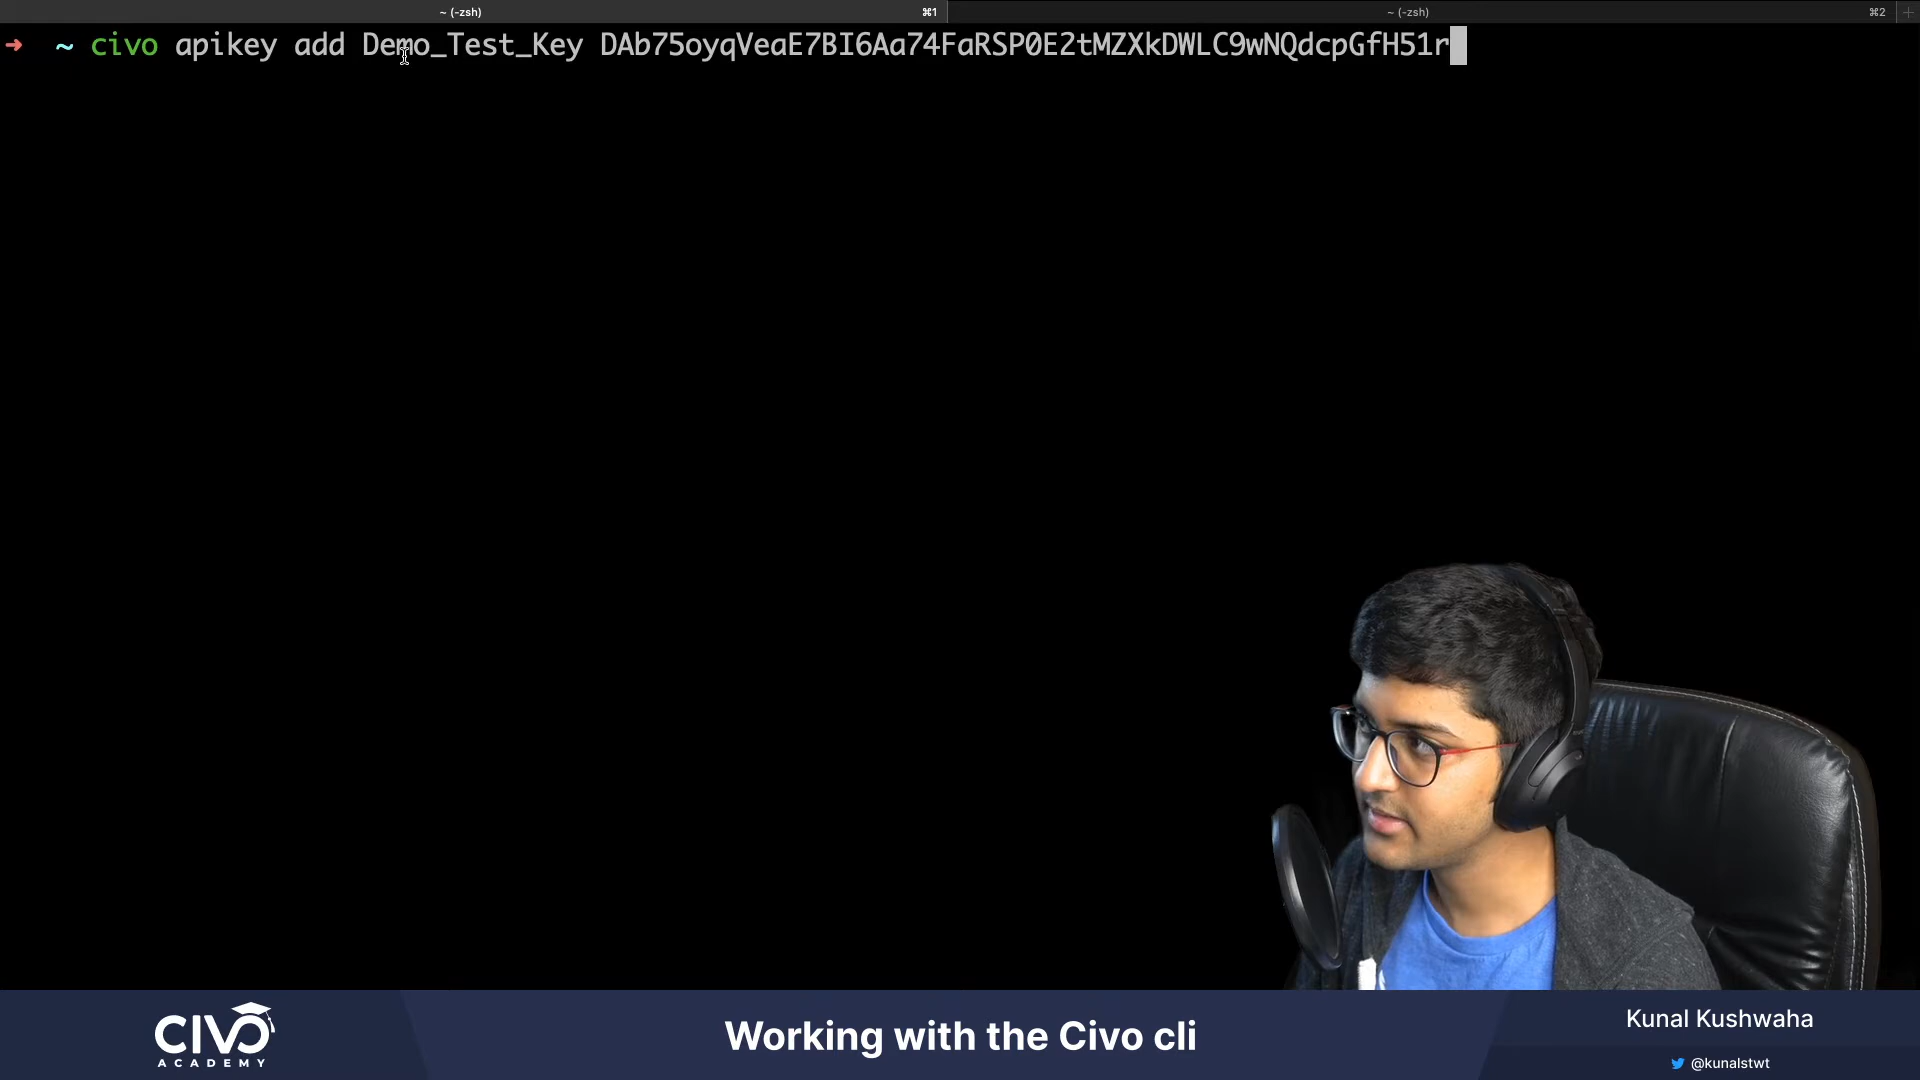 ~ (-zsh) ⌘1 ~ (-zsh) ⌘2 +
➜ ~ civo apikey add Demo_Test_Key DAb75oyqVeaE7BI6Aa74FaRSP0E2tMZXkDWLC9wNQdcpGfH51r
CIVO
ACADEMY
Working with the Civo cli
Kunal Kushwaha
@kunalstwt